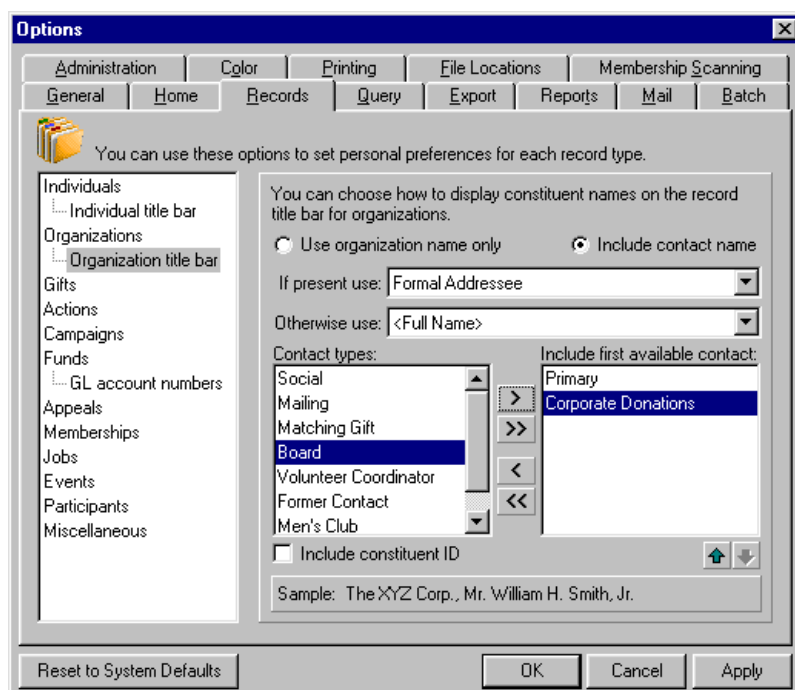 Options
Administration Color Printing File Locations Membership Scanning
General Home Records Query Export Reports Mail Batch
You can use these options to set personal preferences for each record type.
Individuals
Individual title bar
Organizations
Organization title bar
Gifts
Actions
Campaigns
Funds
GL account numbers
Appeals
Memberships
Jobs
Events
Participants
Miscellaneous
You can choose how to display constituent names on the record
title bar for organizations.
Use organization name only Include contact name
If present use: Formal Addressee
Otherwise use: <Full Name>
Contact types:
Social
Mailing
Matching Gift
Board
Volunteer Coordinator
Former Contact
Men's Club
>
>>
<
<<
Include first available contact:
Primary
Corporate Donations
Include constituent ID
Sample: The XYZ Corp., Mr. William H. Smith, Jr.
Reset to System Defaults OK Cancel Apply